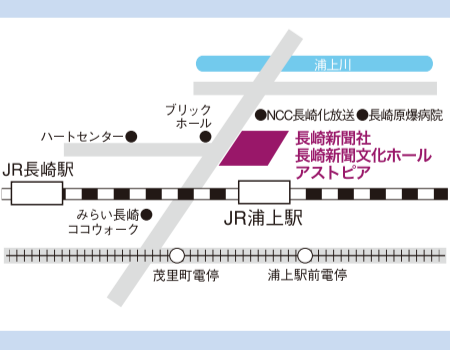 浦上川
ブリック
ホール
NCC長崎文化放送
長崎原爆病院
ハートセンター
長崎新聞社
長崎新聞文化ホール
アストピア
JR長崎駅
みらい長崎
ココウォーク
JR浦上駅
茂里町電停
浦上駅前電停